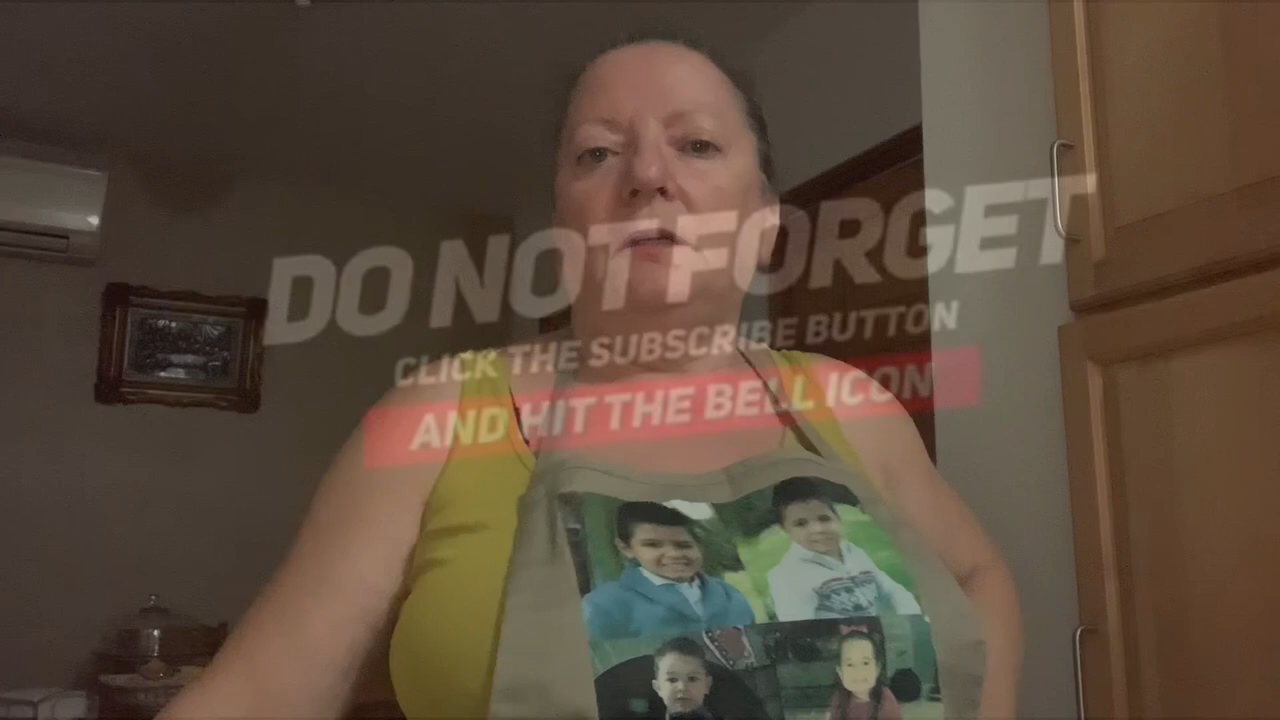 DO NOT FORGET
CLICK THE SUBSCRIBE BUTTON
AND HIT THE BELL ICON